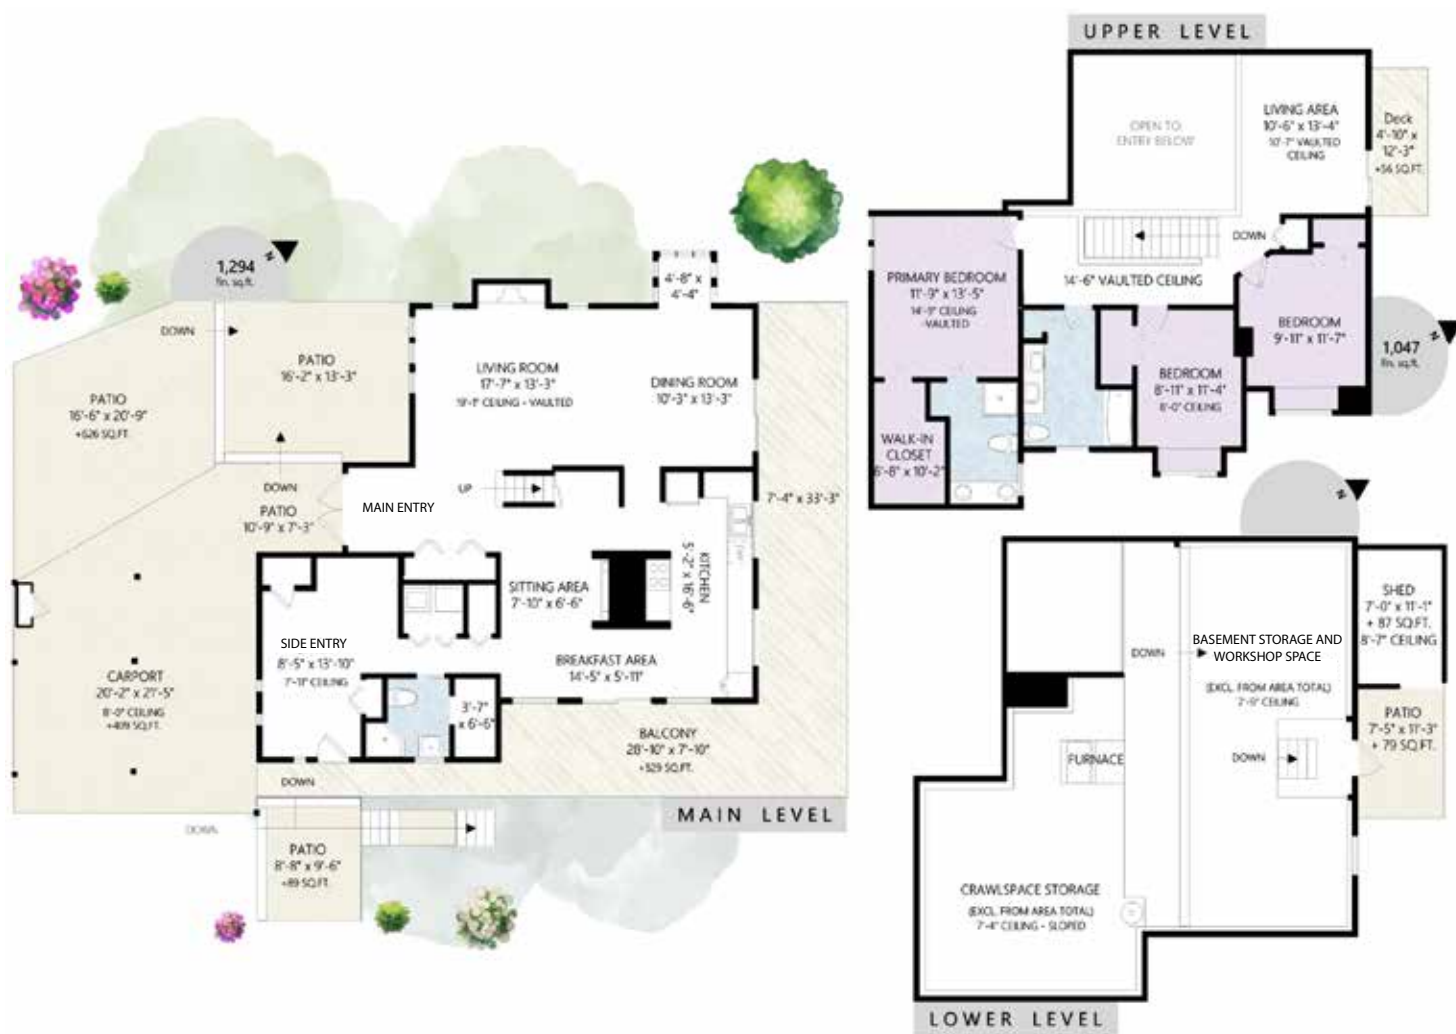 UPPER LEVEL
OPEN TO
ENTRY BELOW
LIVING AREA
10'-6" x 13'-4"
10'-7" VAULTED
CEILING
Deck
4'-10" x
12'-3"
+56 SQ.FT.
DOWN
14'-6" VAULTED CEILING
PRIMARY BEDROOM
11'-9" x 13'-5"
14'-9" CEILING
-VAULTED
BEDROOM
9'-11" x 11'-7"
1,047
fin. sq.ft.
N
BEDROOM
8'-11" x 11'-4"
8'-0" CEILING
WALK-IN
CLOSET
6'-8" x 10'-2"
1,294
fin. sq.ft.
N
4'-8" x
4'-4"
DOWN
PATIO
16'-2" x 13'-3"
LIVING ROOM
17'-7" x 13'-3"
CEILING - VAULTED
DINING ROOM
10'-3" x 13'-3"
PATIO
16'-6" x 20'-9"
+626 SQ.FT.
DOWN
PATIO
10'-9" x 7'-3"
MAIN ENTRY
UP
7'-4" x 33'-3"
KITCHEN
5'-2" x 16'-6"
SITTING AREA
7'-10" x 6'-6"
SIDE ENTRY
8'-5" x 13'-10"
7'-11" CEILING
BREAKFAST AREA
14'-5" x 5'-11"
CARPORT
20'-2" x 21'-5"
8'-0" CEILING
+409 SQ.FT.
3'-7"
x 6'-6"
BALCONY
28'-10" x 7'-10"
+529 SQ.FT.
DOWN
MAIN LEVEL
DOWN
PATIO
8'-8" x 9'-6"
+89 SQ.FT.
N
SHED
7'-0" x 11'-1"
+ 87 SQ.FT.
8'-7" CEILING
DOWN
BASEMENT STORAGE AND
WORKSHOP SPACE
(EXCL. FROM AREA TOTAL)
7'-9" CEILING
PATIO
7'-5" x 11'-3"
+ 79 SQ.FT.
FURNACE
DOWN
CRAWLSPACE STORAGE
(EXCL. FROM AREA TOTAL)
7'-4" CEILING - SLOPED
LOWER LEVEL